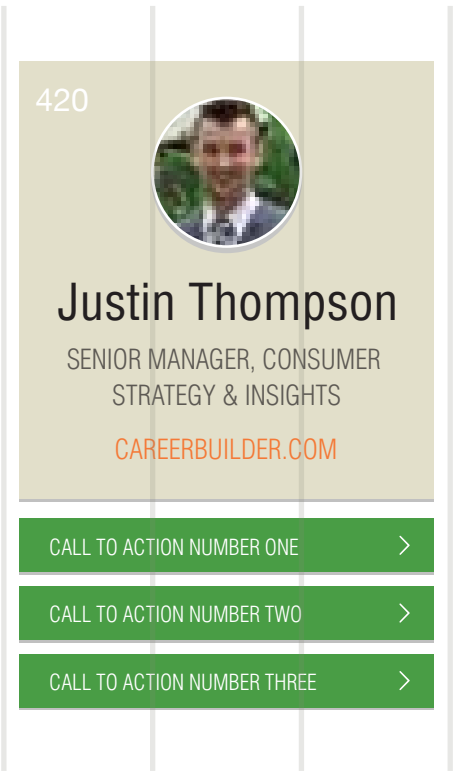 420
Justin Thompson
SENIOR MANAGER, CONSUMER
STRATEGY & INSIGHTS
CAREERBUILDER.COM
CALL TO ACTION NUMBER ONE
CALL TO ACTION NUMBER TWO
CALL TO ACTION NUMBER THREE